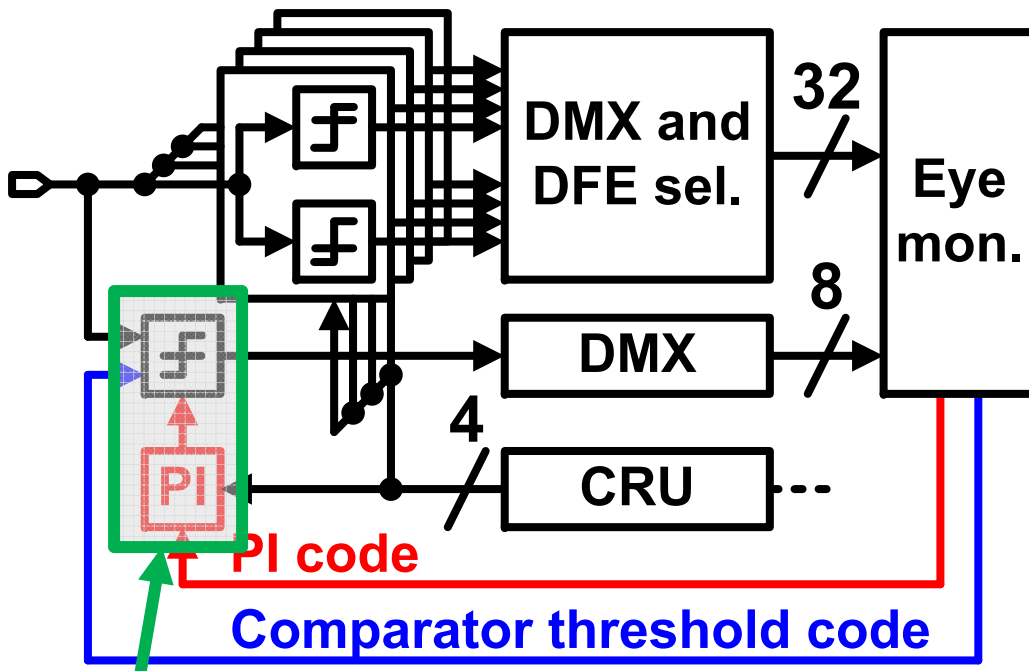 DMX and
DFE sel.
32
Eye
mon.
8
DMX
4
CRU
PI
PI code
Comparator threshold code